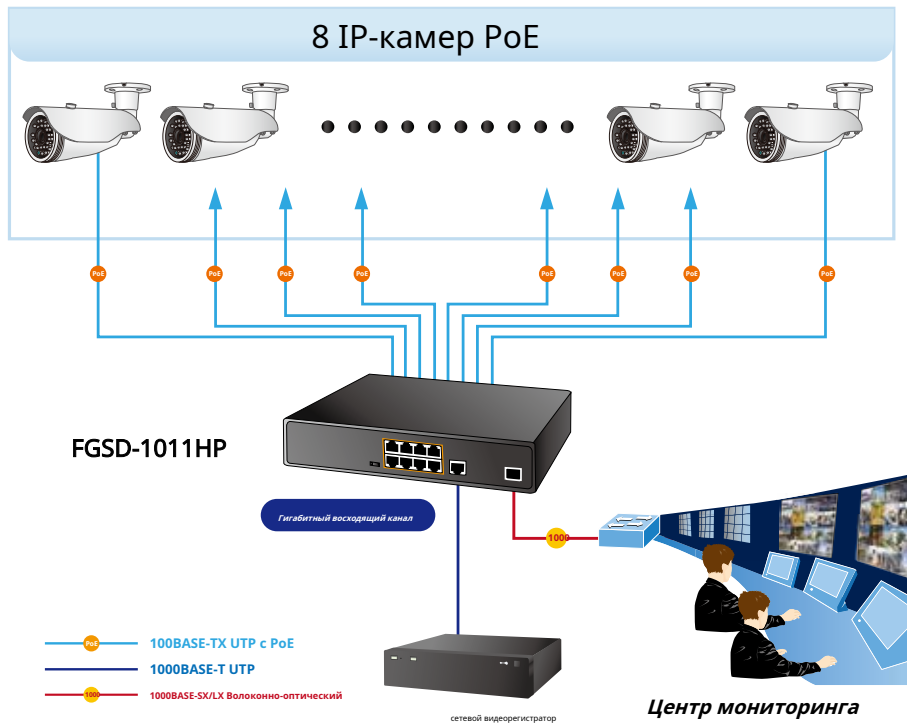 8 IP-камер PoE
PoE
PoE
PoE
PoE
PoE
PoE
PoE
PoE
FGSD-1011HP
Гигабитный восходящий канал
1000
PoE
100BASE-TX UTP с PoE
1000BASE-T UTP
1000
1000BASE-SX/LX Волоконно-оптический
сетевой видеорегистратор
Центр мониторинга